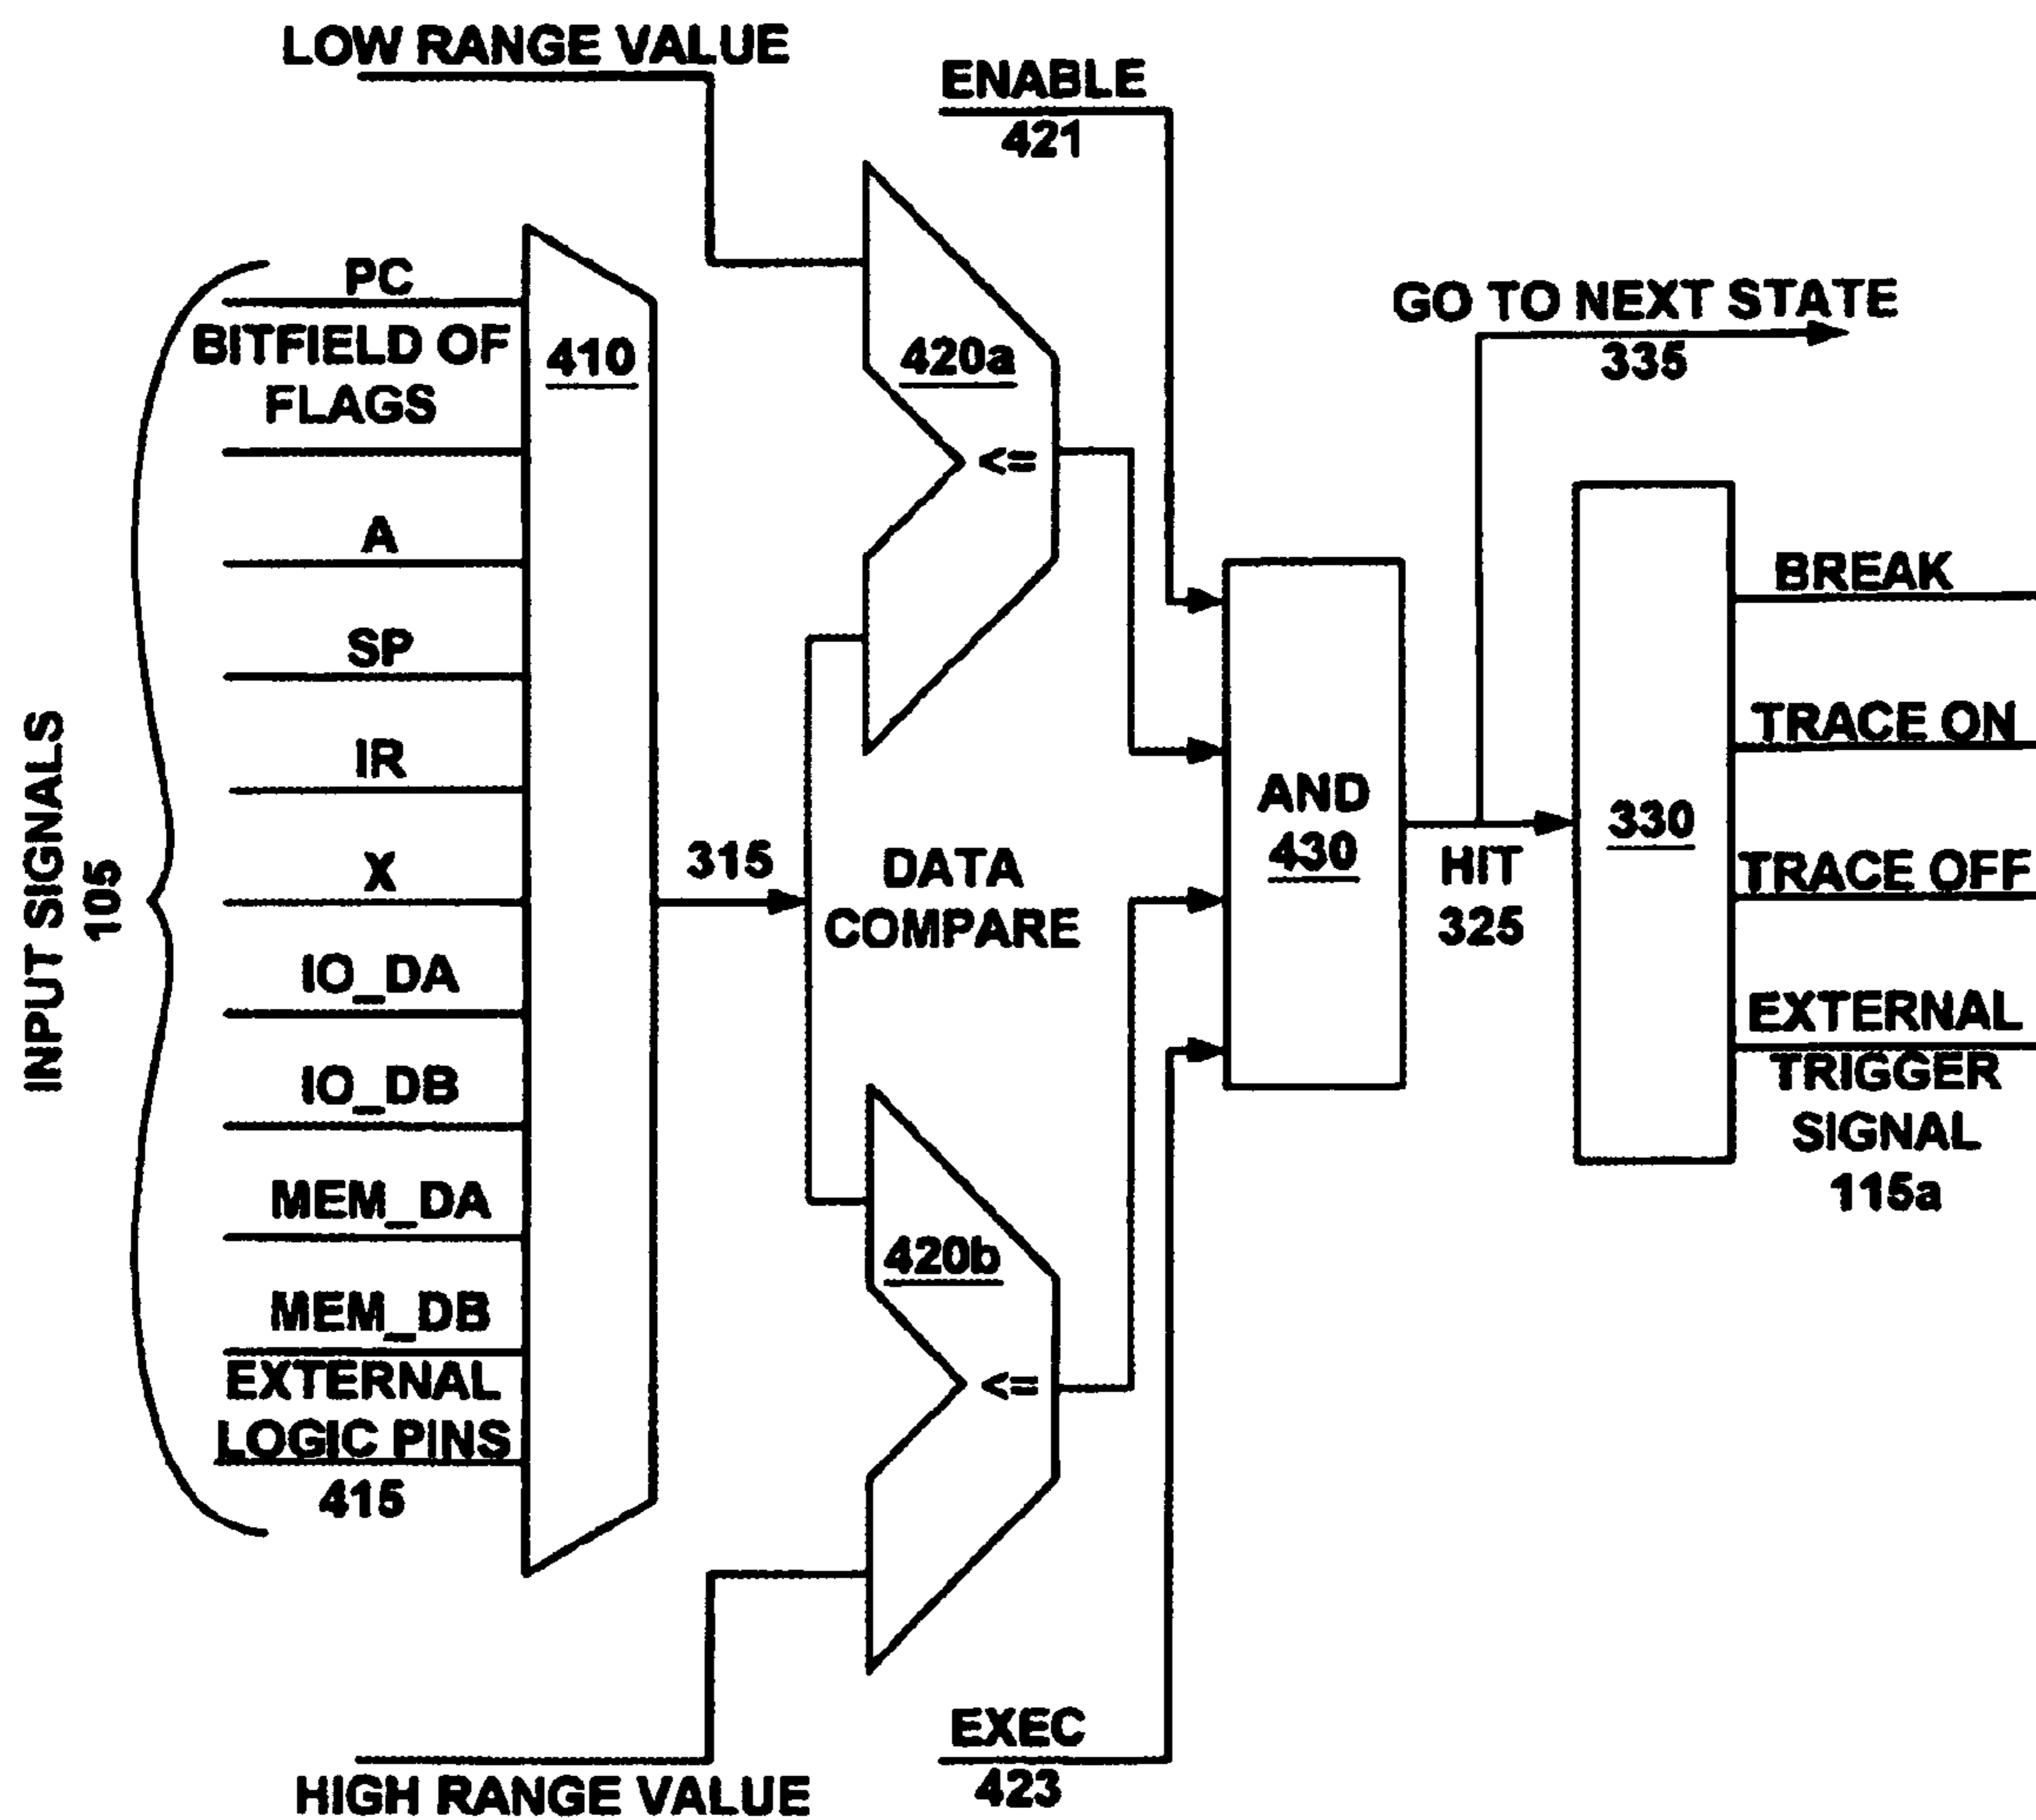 LOW RANGE VALUE
ENABLE
421
PC
BITFIELD OF
FLAGS
A
SP
IR
X
IO_DA
IO_DB
MEM_DA
MEM_DB
EXTERNAL
LOGIC PINS
415
INPUT SIGNALS
105
410
315
420a
<=
DATA
COMPARE
420b
<=
HIGH RANGE VALUE
EXEC
423
AND
430
HIT
325
GO TO NEXT STATE
335
330
BREAK
TRACE ON
TRACE OFF
EXTERNAL
TRIGGER
SIGNAL
115a